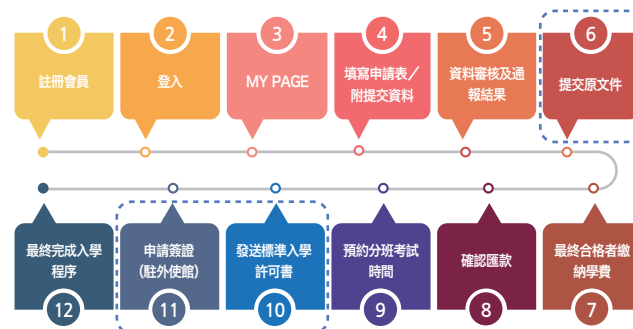 1
註冊會員
2
登入
3
MY PAGE
4
填寫申請表／
附提交資料
5
資料審核及通
報結果
6
提交原文件
最終合格者繳
納學費
7
確認匯款
8
預約分班考試
時間
9
發送標準入學
許可書
10
申請簽證
(駐外使館)
11
最終完成入學
程序
12